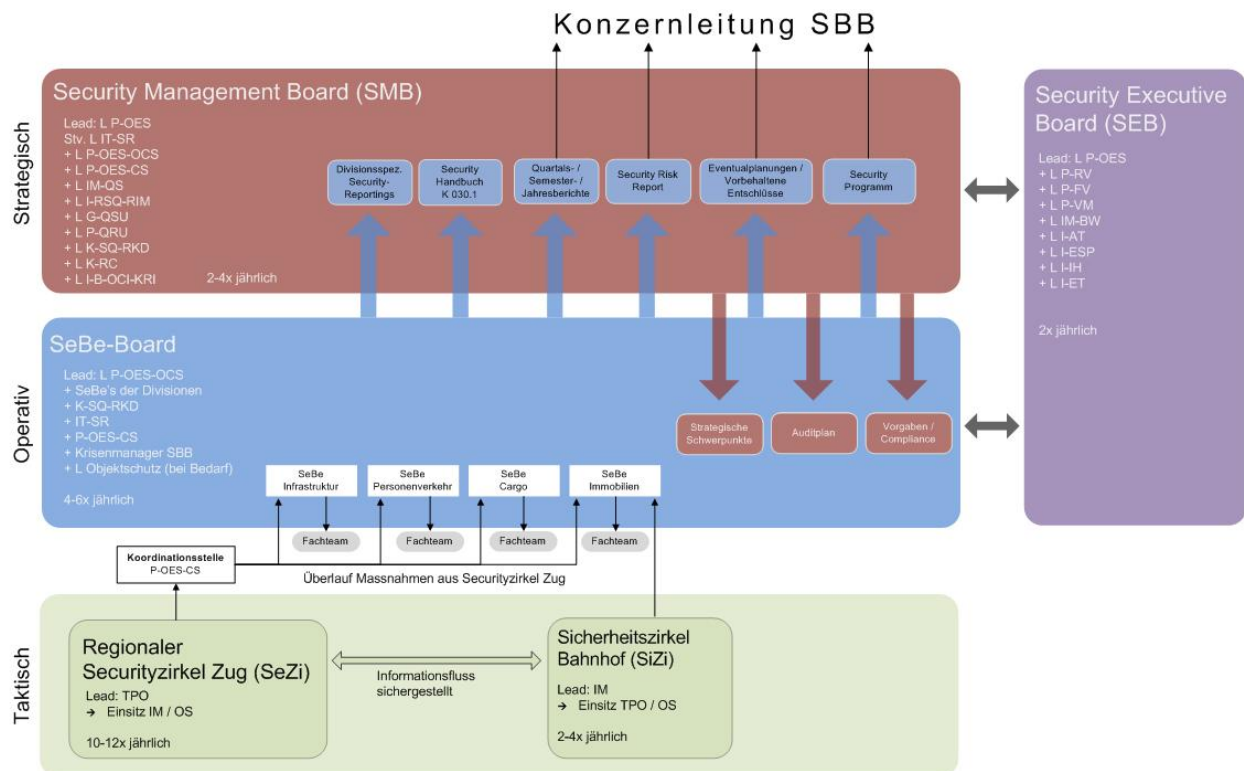 Konzernleitung SBB
Strategisch
Security Management Board (SMB)
Lead: L P-OES
Stv. L IT-SR
+ L P-OES-OCS
+ L P-OES-CS
+ L IM-QS
+ L I-RSQ-RIM
+ L G-QSU
+ L P-QRU
+ L K-SQ-RKD
+ L K-RC
+ L I-B-OCI-KRI
2-4x jährlich
Divisionsspez.
Security-
Reportings
Security
Handbuch
K 030.1
Quartals- /
Semester- /
Jahresberichte
Security Risk
Report
Eventualplanungen /
Vorbehaltene
Entschlüsse
Security
Programm
Security Executive
Board (SEB)
Lead: L P-OES
+ L P-RV
+ L P-FV
+ L P-VM
+ L IM-BW
+ L I-AT
+ L I-ESP
+ L I-IH
+ L I-ET
2x jährlich
Operativ
SeBe-Board
Lead: L P-OES-OCS
+ SeBe's der Divisionen
+ K-SQ-RKD
+ IT-SR
+ P-OES-CS
+ Krisenmanager SBB
+ L Objektschutz (bei Bedarf)
4-6x jährlich
Strategische
Schwerpunkte
Auditplan
Vorgaben /
Compliance
SeBe
Infrastruktur
SeBe
Personenverkehr
SeBe
Cargo
SeBe
Immobilien
Fachteam
Fachteam
Fachteam
Fachteam
Koordinationsstelle
P-OES-CS
Überlauf Massnahmen aus Securityzirkel Zug
Taktisch
Regionaler
Securityzirkel Zug (SeZi)
Lead: TPO
→ Einsitz IM / OS
10-12x jährlich
Informationsfluss
sichergestellt
Sicherheitszirkel
Bahnhof (SiZi)
Lead: IM
→ Einsitz TPO / OS
2-4x jährlich